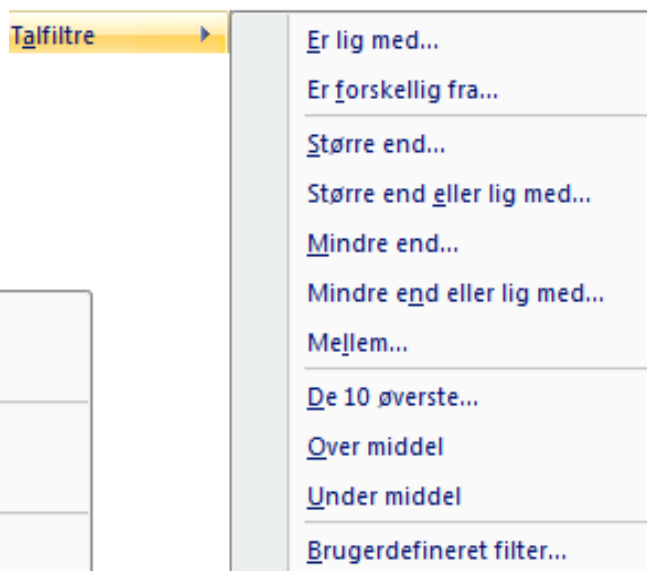 Talfiltre
Er lig med...
Er forskellig fra...
Større end...
Større end eller lig med...
Mindre end...
Mindre end eller lig med...
Mellem...
De 10 øverste...
Over middel
Under middel
Brugerdefineret filter...